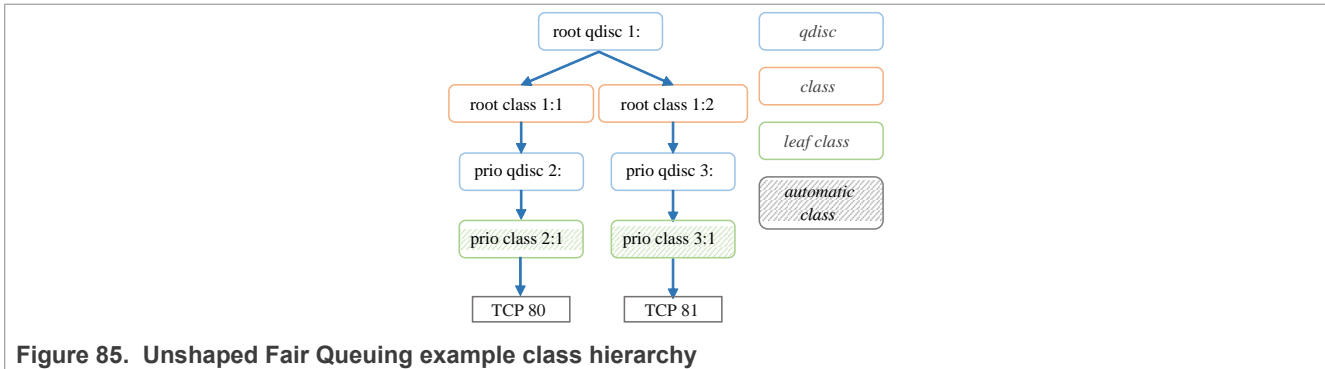 root qdisc 1:
qdisc
root class 1:1
root class 1:2
class
prio qdisc 2:
prio qdisc 3:
leaf class
automatic
class
prio class 2:1
prio class 3:1
TCP 80
TCP 81
Figure 85. Unshaped Fair Queuing example class hierarchy